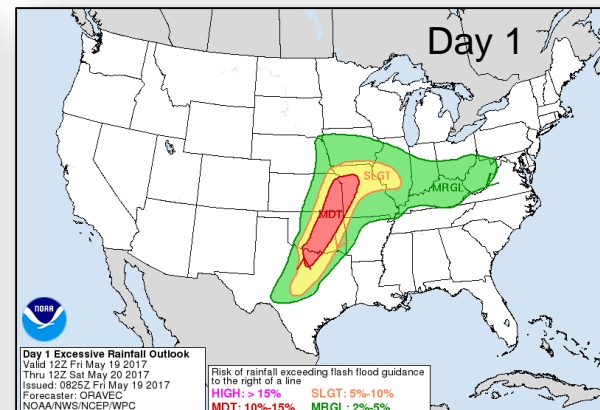 Day 1
SLGT
MRGL
MDT
NOAA
Day 1 Excessive Rainfall Outlook
Valid 12Z Fri May 19 2017
Thru 12Z Sat May 20 2017
Issued: 0825Z Fri May 19 2017
Forecaster: ORAVEC
NOAA/NWS/NCEP/WPC
Risk of rainfall exceeding flash flood guidance
to the right of a line
HIGH: > 15% SLGT: 5%-10%
MDT: 10%-15% MRGL: 2%-5%